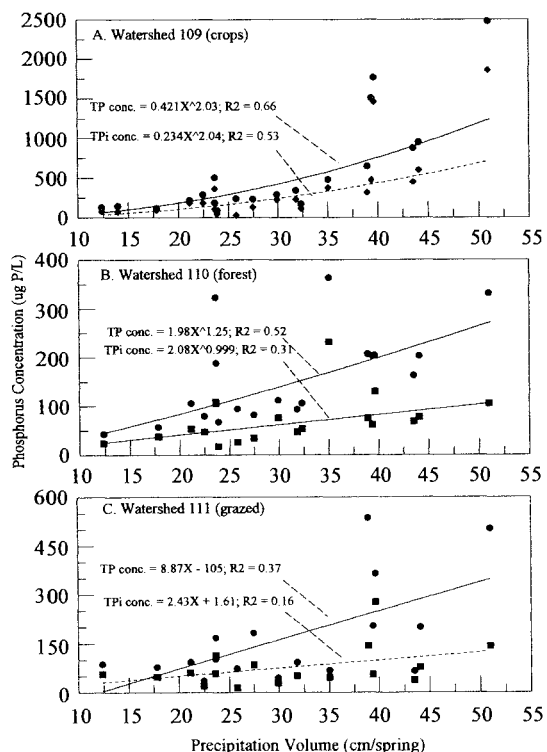 2500
2000
1500
1000
500
0
A. Watershed 109 (crops)
TP conc. = 0.421X^2.03; R2 = 0.66
TPi conc. = 0.234X^2.04; R2 = 0.53
10 15 20 25 30 35 40 45 50 55
400
300
200
100
0
B. Watershed 110 (forest)
TP conc. = 1.98X^1.25; R2 = 0.52
TPi conc. = 2.08X^0.999; R2 = 0.31
10 15 20 25 30 35 40 45 50 55
Phosphorus Concentration (ug P/L)
600
450
300
150
0
C. Watershed 111 (grazed)
TP conc. = 8.87X - 105; R2 = 0.37
TPi conc. = 2.43X + 1.61; R2 = 0.16
10 15 20 25 30 35 40 45 50 55
Precipitation Volume (cm/spring)